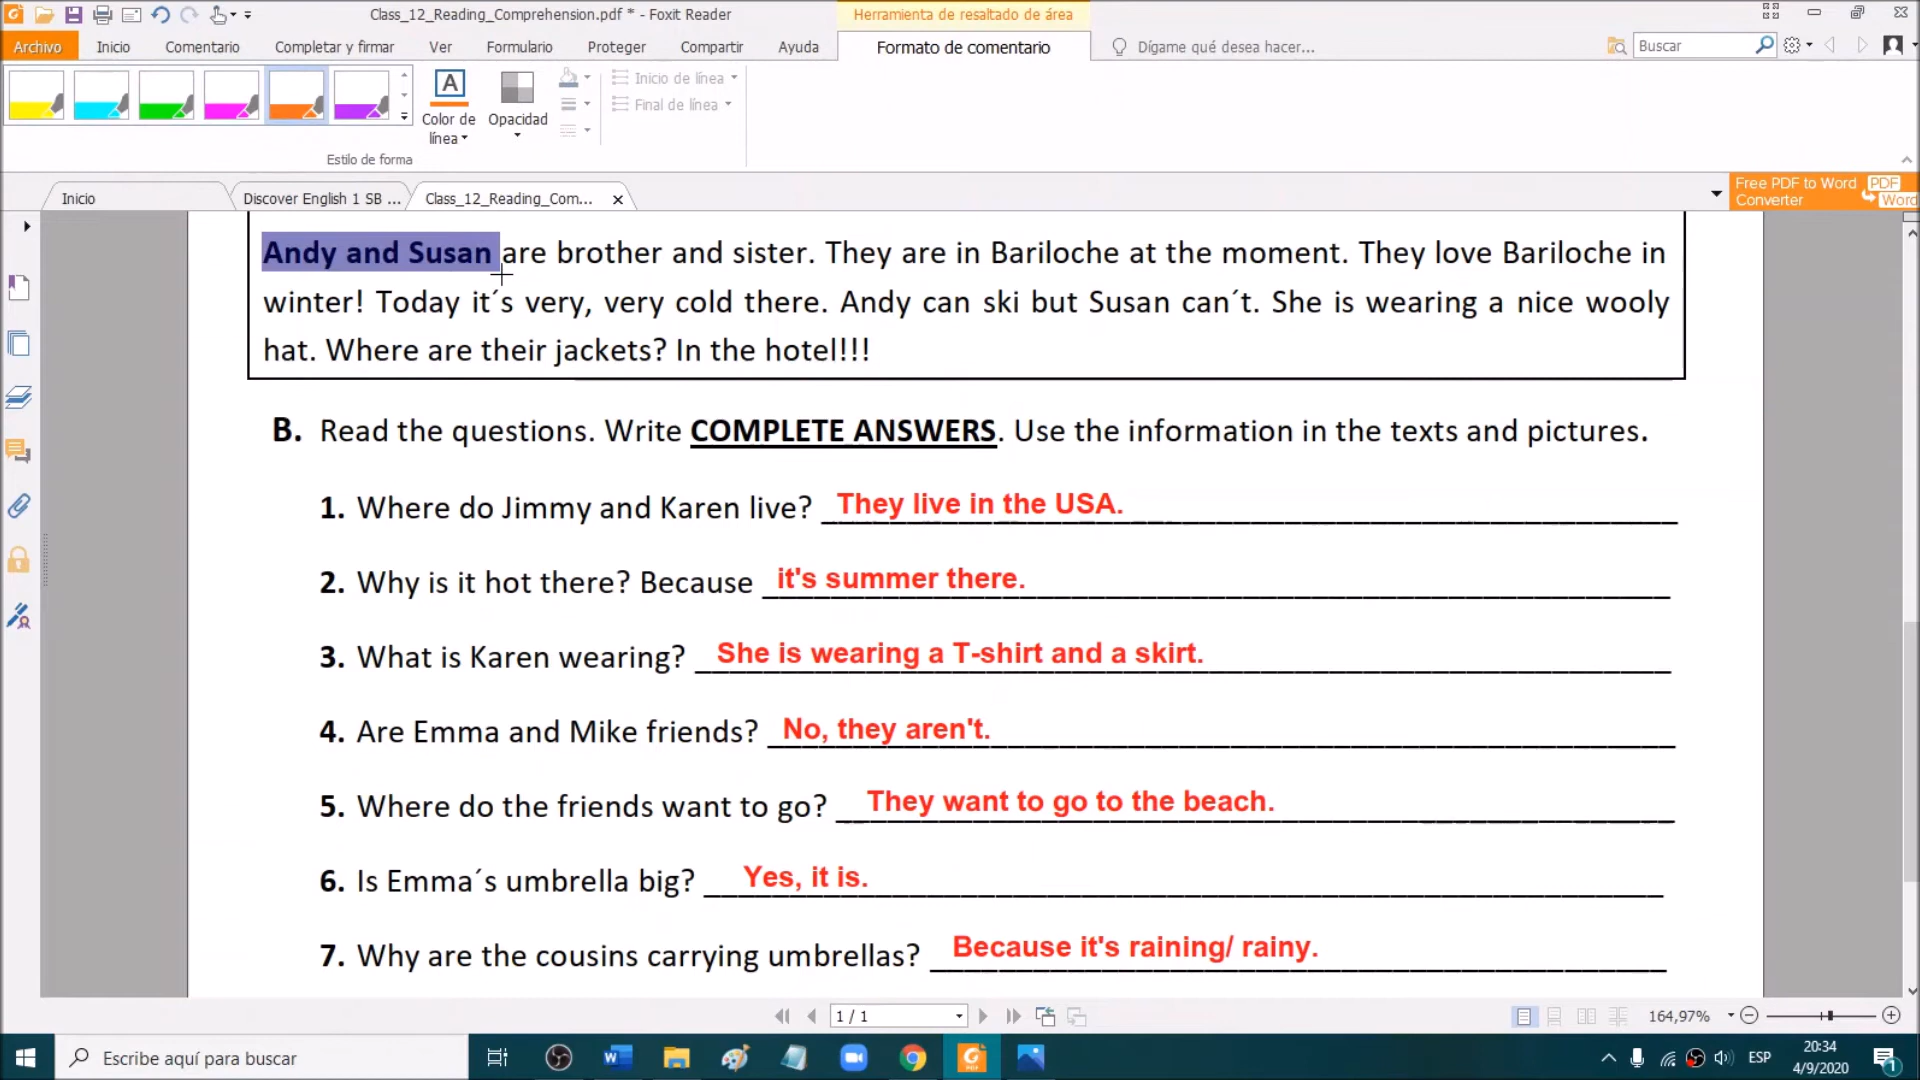 Class_12_Reading_Comprehension.pdf * - Foxit Reader
Herramienta de resaltado de área
Archivo Inicio Comentario Completar y firmar Ver Formulario Proteger Compartir Ayuda Formato de comentario Dígame qué desea hacer... Buscar
Color de línea
Opacidad
Inicio de línea
Final de línea
Estilo de forma
Inicio Discover English 1 SB ... Class_12_Reading_Com...
Free PDF to Word Converter
PDF
Word
Andy and Susan are brother and sister. They are in Bariloche at the moment. They love Bariloche in
winter! Today it´s very, very cold there. Andy can ski but Susan can´t. She is wearing a nice wooly
hat. Where are their jackets? In the hotel!!!
B. Read the questions. Write COMPLETE ANSWERS. Use the information in the texts and pictures.
1. Where do Jimmy and Karen live? They live in the USA.
2. Why is it hot there? Because it's summer there.
3. What is Karen wearing? She is wearing a T-shirt and a skirt.
4. Are Emma and Mike friends? No, they aren't.
5. Where do the friends want to go? They want to go to the beach.
6. Is Emma´s umbrella big? Yes, it is.
7. Why are the cousins carrying umbrellas? Because it's raining/ rainy.
1 / 1
164,97%
Escribe aquí para buscar
ESP
20:34
4/9/2020
1